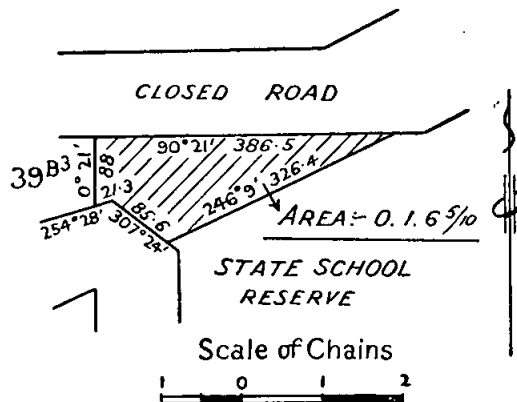 CLOSED ROAD
90°21' 386.5
39B3
0°21'
88
21.3
85.6
246°9' 326.4
254°28'
307°24'
AREA:- 0. 1. 6 5/10
STATE SCHOOL
RESERVE
Scale of Chains
1 0 1 2